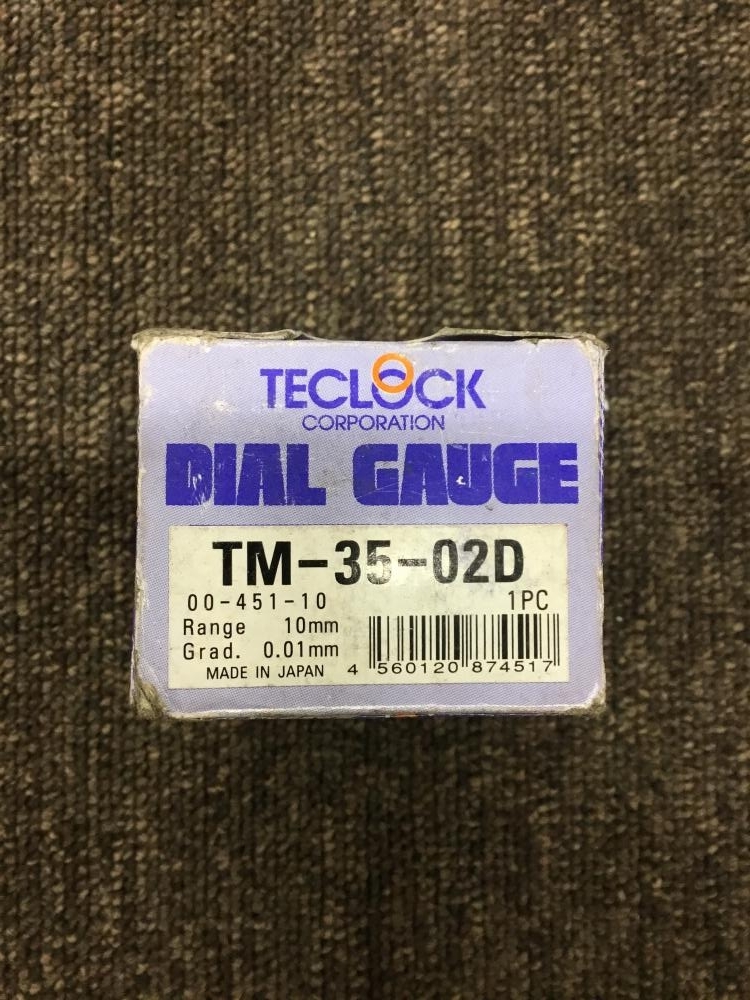 TECLOCK
CORPORATION
DIAL GAUGE
TM-35-02D
00-451-10 1PC
Range 10mm
Grad. 0.01mm
MADE IN JAPAN 4 560120 874517